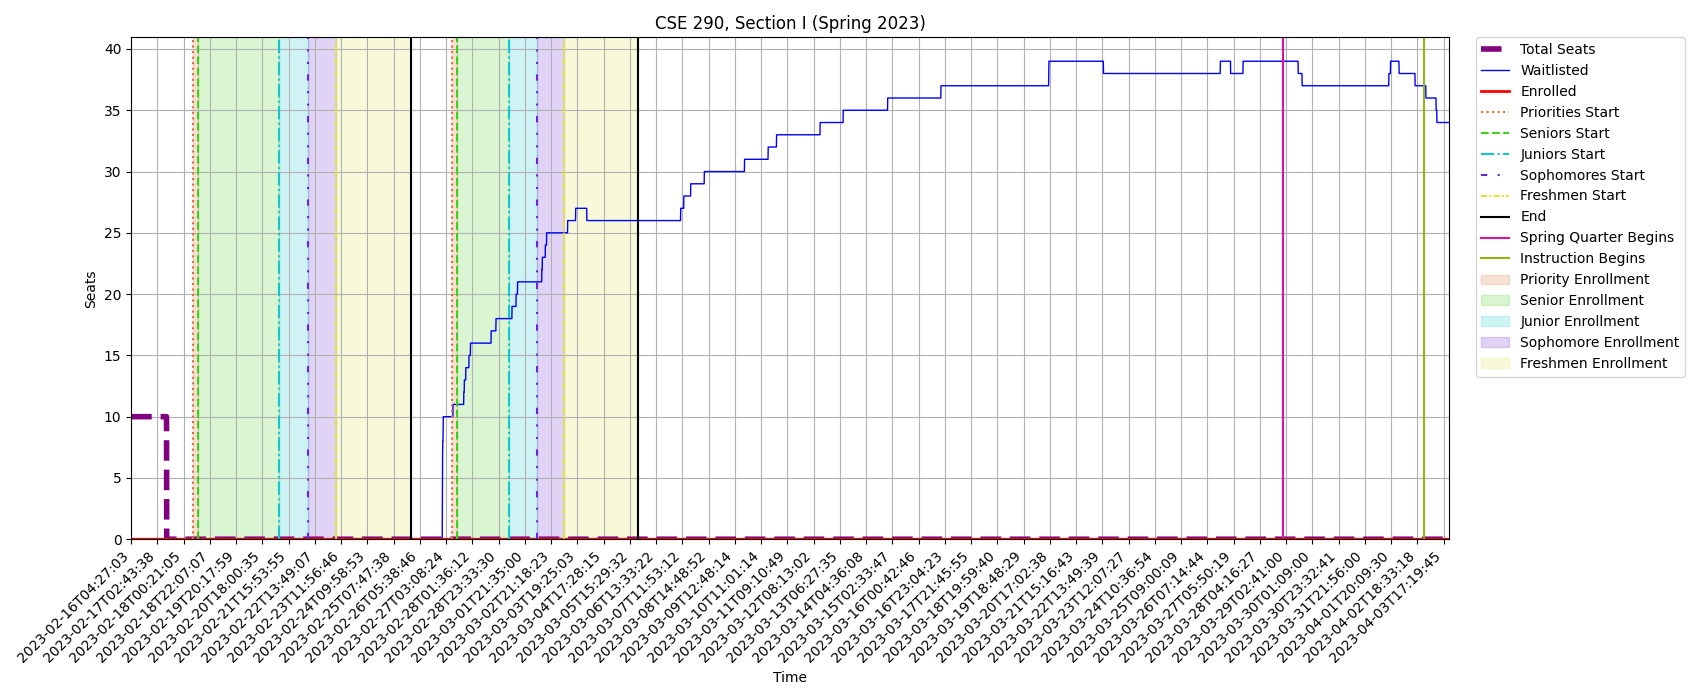 CSE 290, Section I (Spring 2023)
Seats
40
35
30
25
20
15
10
5
0
2023-02-16T04:27:03
2023-02-17T02:43:38
2023-02-18T00:21:05
2023-02-18T22:07:07
2023-02-19T20:17:59
2023-02-20T18:00:35
2023-02-21T15:53:55
2023-02-22T13:49:07
2023-02-23T11:56:46
2023-02-24T09:58:53
2023-02-25T07:47:38
2023-02-26T05:38:46
2023-02-27T03:08:24
2023-02-28T01:36:12
2023-02-28T23:33:30
2023-03-01T21:35:00
2023-03-02T21:18:23
2023-03-03T19:25:03
2023-03-04T17:28:15
2023-03-05T15:29:32
2023-03-06T13:33:22
2023-03-07T11:53:12
2023-03-08T14:48:52
2023-03-09T12:48:14
2023-03-10T11:01:14
2023-03-11T09:10:49
2023-03-12T08:13:02
2023-03-13T06:27:35
2023-03-14T04:36:08
2023-03-15T02:33:47
2023-03-16T00:42:46
2023-03-16T23:04:23
2023-03-17T21:45:55
2023-03-18T19:59:40
2023-03-19T18:48:29
2023-03-20T17:02:38
2023-03-21T15:16:43
2023-03-22T13:49:39
2023-03-23T12:07:27
2023-03-24T10:36:54
2023-03-25T09:00:09
2023-03-26T07:14:44
2023-03-27T05:50:19
2023-03-28T04:16:27
2023-03-29T02:41:00
2023-03-30T01:09:00
2023-03-30T23:32:41
2023-03-31T21:56:00
2023-04-01T20:09:30
2023-04-02T18:33:18
2023-04-03T17:19:45
Time
Total Seats
Waitlisted
Enrolled
Priorities Start
Seniors Start
Juniors Start
Sophomores Start
Freshmen Start
End
Spring Quarter Begins
Instruction Begins
Priority Enrollment
Senior Enrollment
Junior Enrollment
Sophomore Enrollment
Freshmen Enrollment